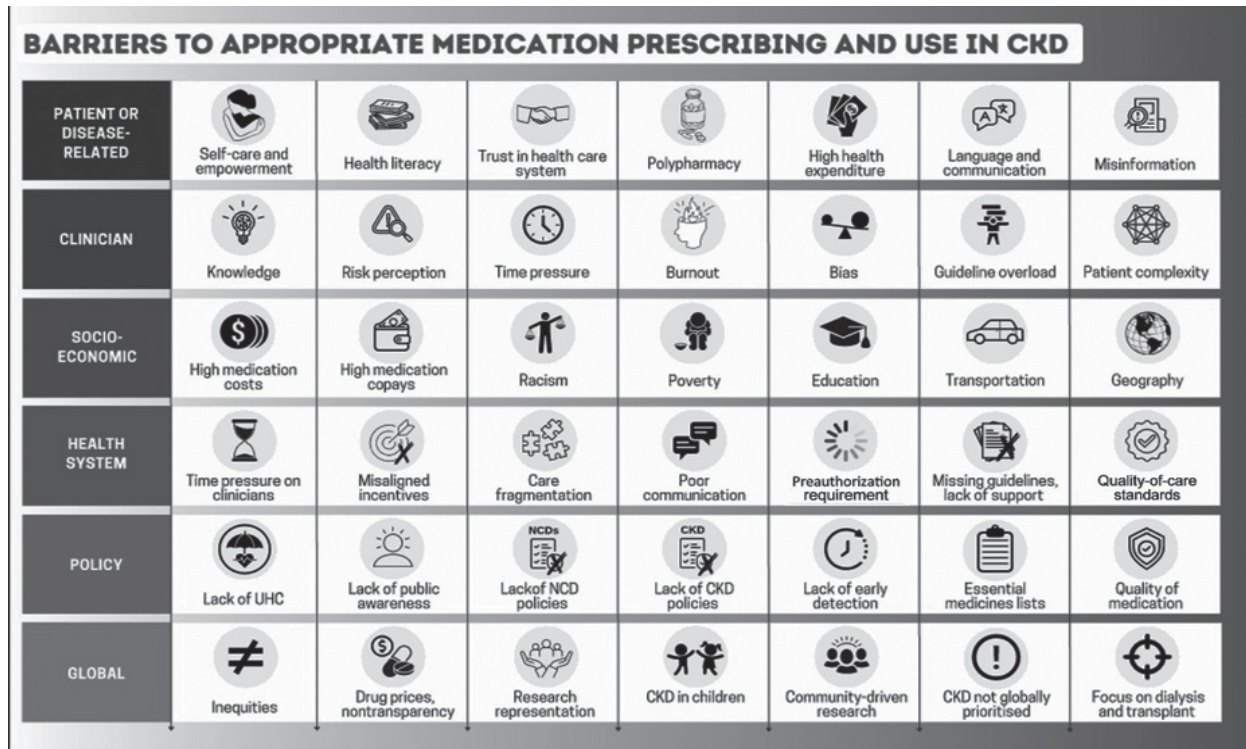 BARRIERS TO APPROPRIATE MEDICATION PRESCRIBING AND USE IN CKD
PATIENT OR
DISEASE-
RELATED
Self-care and
empowerment
Health literacy
Trust in health care
system
Polypharmacy
High health
expenditure
A 文
Language and
communication
Misinformation
CLINICIAN
Knowledge
Risk perception
Time pressure
Burnout
Bias
Guideline overload
Patient complexity
SOCIO-
ECONOMIC
$
High medication
costs
High medication
copays
Racism
Poverty
Education
Transportation
Geography
HEALTH
SYSTEM
Time pressure on
clinicians
Misaligned
incentives
Care
fragmentation
Poor
communication
Preauthorization
requirement
Missing guidelines,
lack of support
Quality-of-care
standards
POLICY
Lack of UHC
Lack of public
awareness
NCDs
Lackof NCD
policies
CKD
Lack of CKD
policies
Lack of early
detection
Essential
medicines lists
Quality of
medication
GLOBAL
≠
Inequities
$
Drug prices,
nontransparency
Research
representation
CKD in children
Community-driven
research
!
CKD not globally
prioritised
Focus on dialysis
and transplant